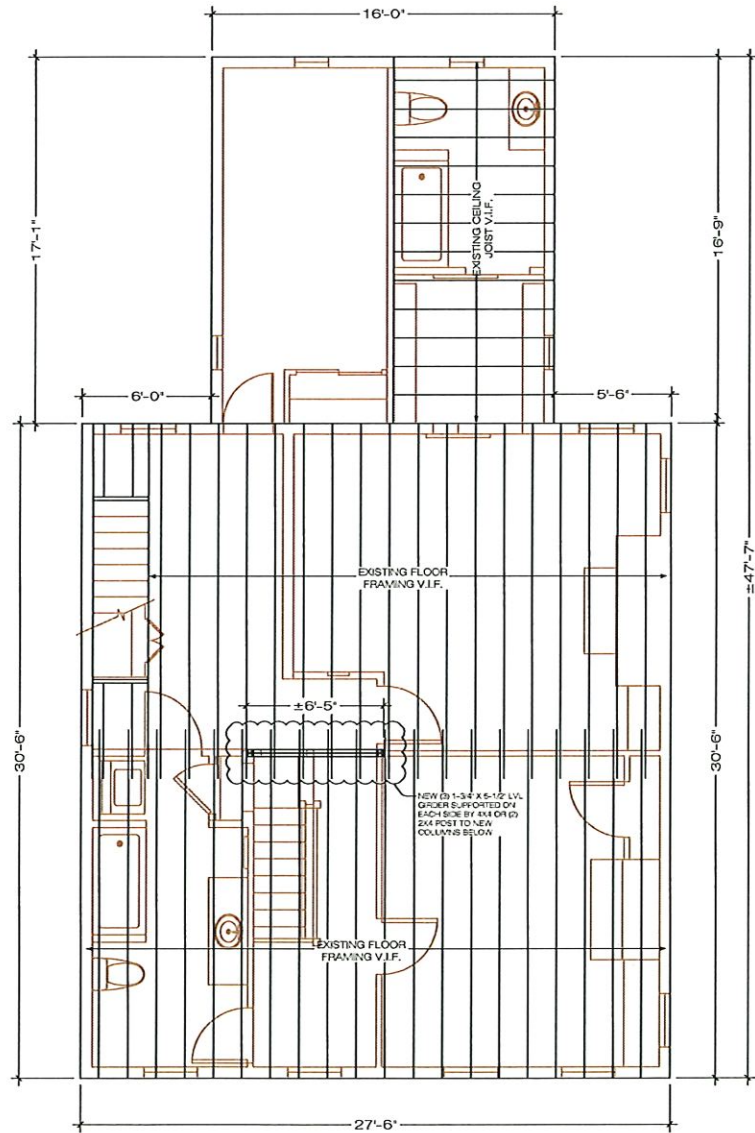 16'-0"
17'-1"
16'-9"
EXISTING CEILING
JOIST V.I.F.
6'-0"
5'-6"
±47'-7"
EXISTING FLOOR
FRAMING V.I.F.
±6'-5"
30'-6"
30'-6"
NEW (3) 1-3/4" X 5-1/2" LVL
GIRDER SUPPORTED ON
EACH SIDE BY 4X4 OR (2)
2X4 POST TO NEW
COLUMNS BELOW
EXISTING FLOOR
FRAMING V.I.F.
27'-6"